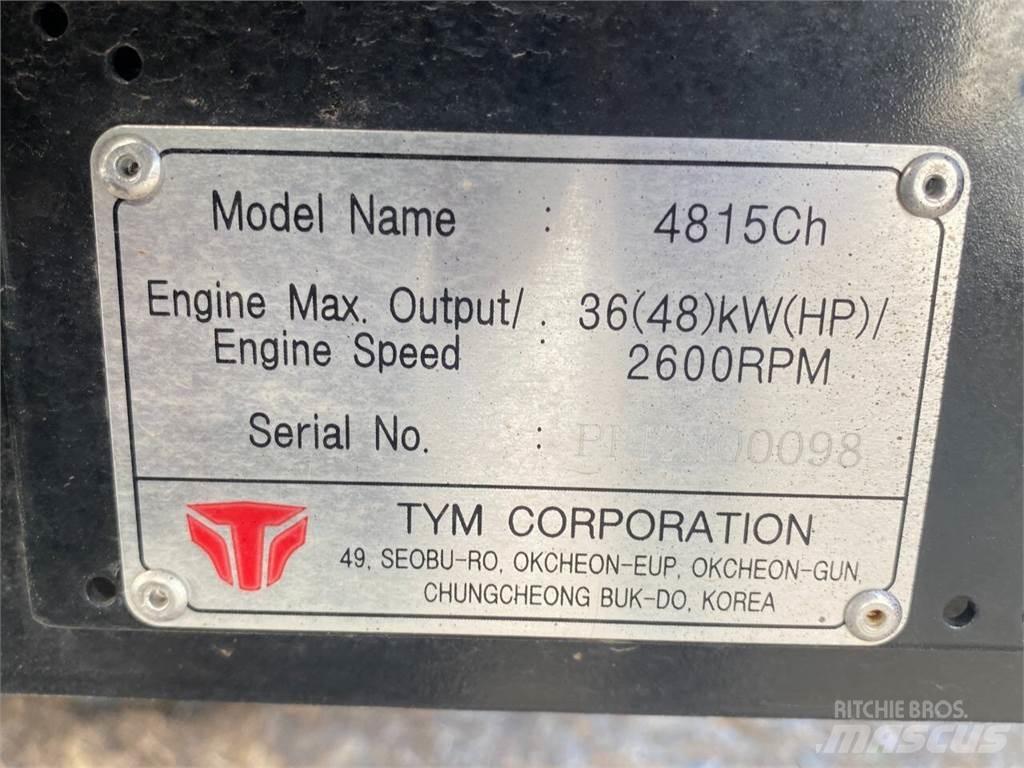 Model Name : 4815Ch
Engine Max. Output/ : 36(48)kW(HP)/
Engine Speed 2600RPM
Serial No. :
TYM CORPORATION
49, SEOBU-RO, OKCHEON-EUP, OKCHEON-GUN,
CHUNGCHEONG BUK-DO, KOREA
RITCHIE BROS.
MASCUS